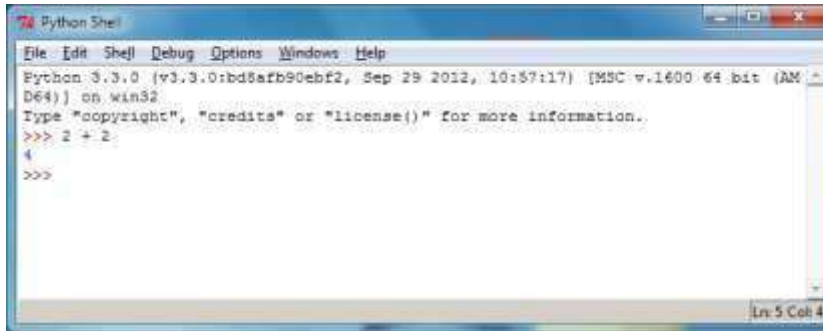 Python Shell
File Edit Shell Debug Options Windows Help
Python 3.3.0 (v3.3.0:bd8afb90ebf2, Sep 29 2012, 10:57:17) [MSC v.1600 64 bit (AM
D64)] on win32
Type "copyright", "credits" or "license()" for more information.
>>> 2 + 2
4
>>>
Ln: 5 Col: 4